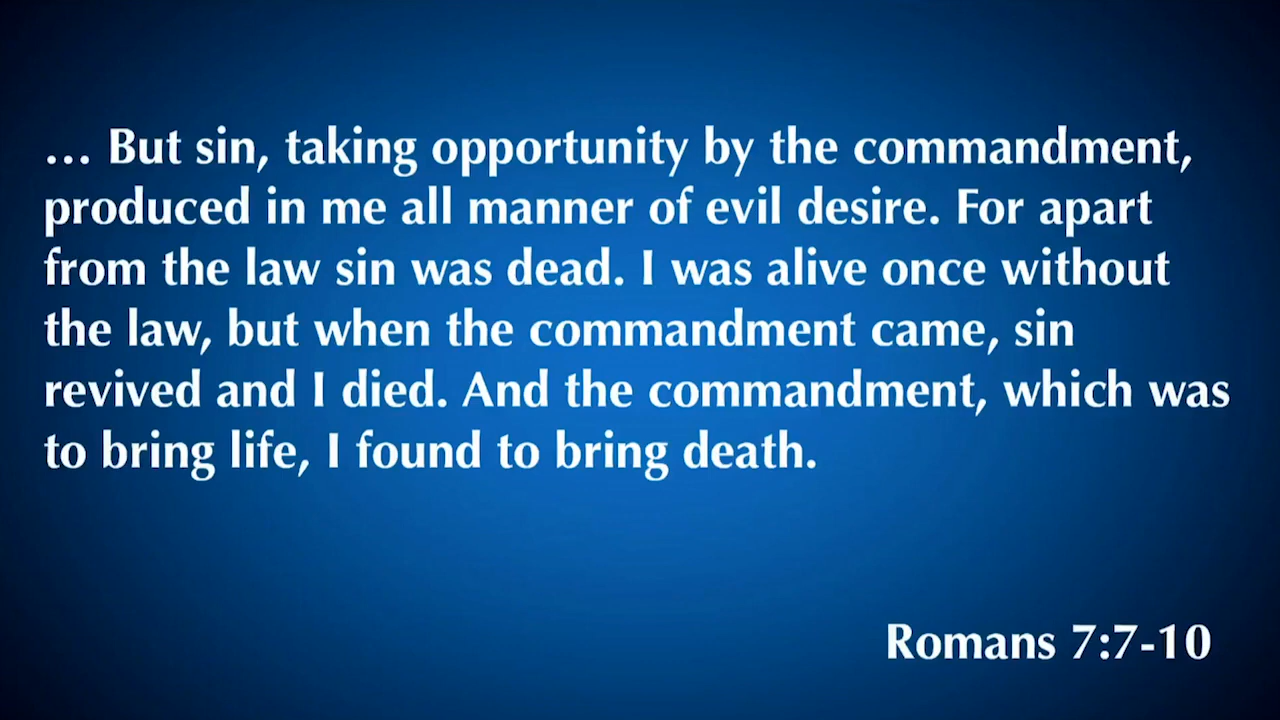 ... But sin, taking opportunity by the commandment,
produced in me all manner of evil desire. For apart
from the law sin was dead. I was alive once without
the law, but when the commandment came, sin
revived and I died. And the commandment, which was
to bring life, I found to bring death.
Romans 7:7-10